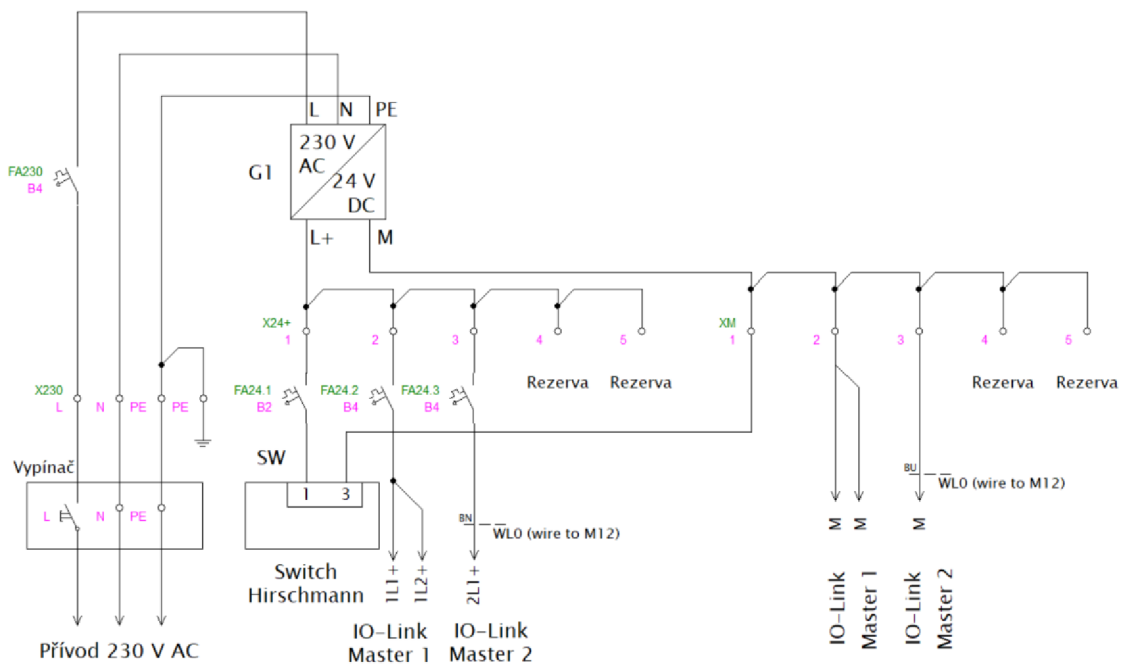 L N PE
230 V
AC
24 V
DC
G1
FA230
B4
L+ M
X24+
1 2 3 4 5
XM
1 2 3 4 5
FA24.1
B2
FA24.2
B4
FA24.3
B4
Rezerva Rezerva
Rezerva Rezerva
X230
L N PE PE
Vypínač
L N PE
SW
1 3
BN
WL0 (wire to M12)
BU
WL0 (wire to M12)
Switch
Hirschmann
1L1+
1L2+
2L1+
M
M
M
IO-Link
Master 1
IO-Link
Master 2
IO-Link
Master 1
IO-Link
Master 2
Přívod 230 V AC